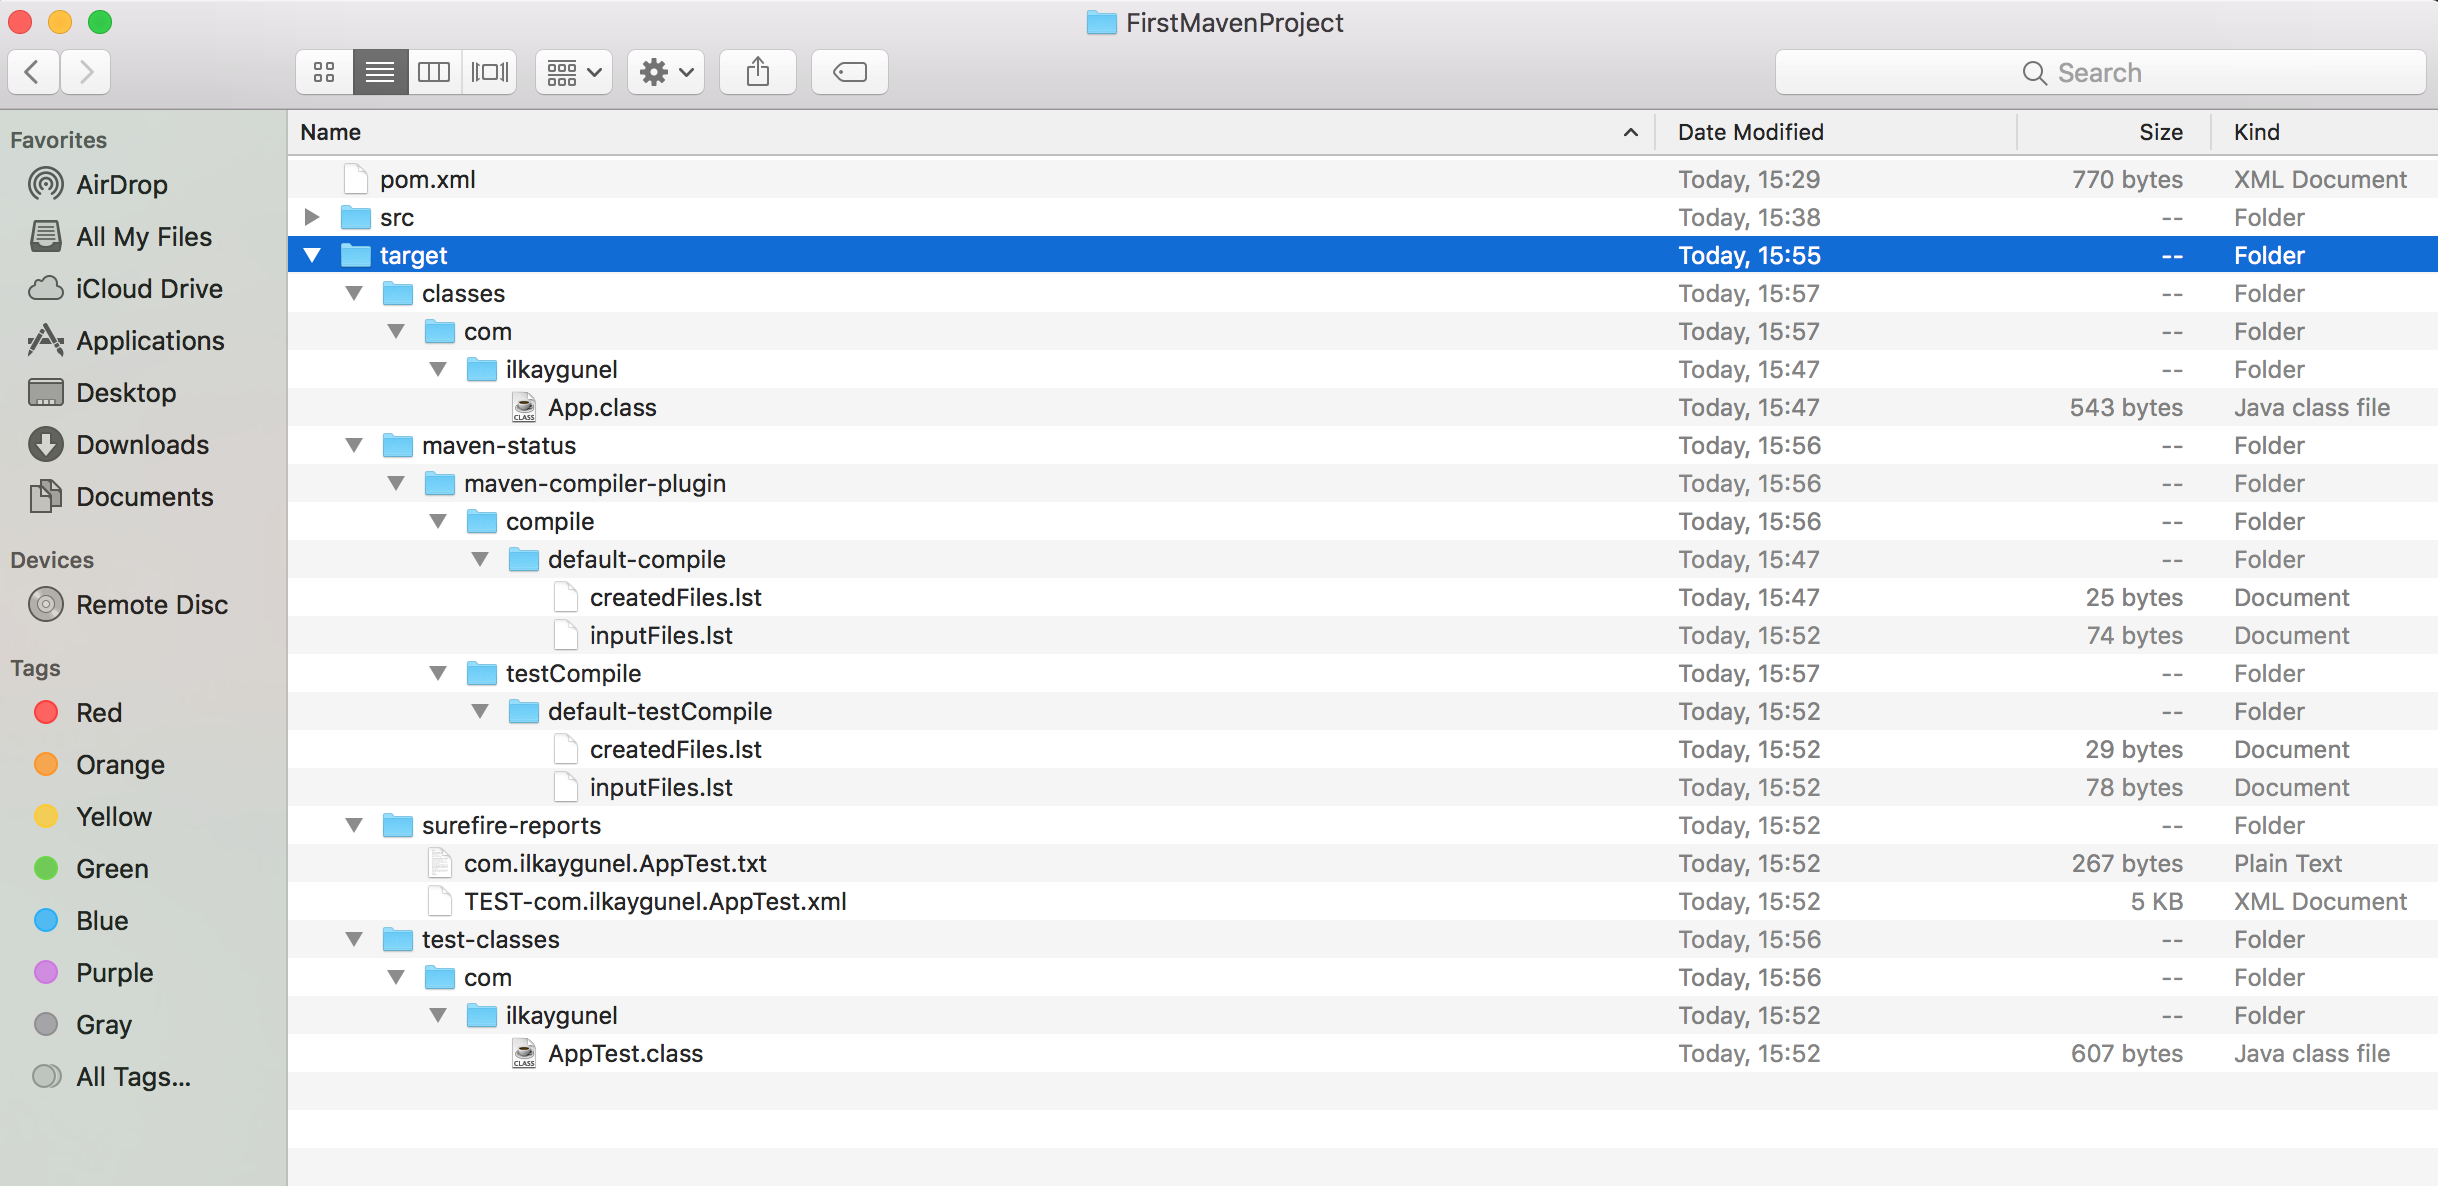 FirstMavenProject
Search
Favorites
AirDrop
All My Files
iCloud Drive
Applications
Desktop
Downloads
Documents
Devices
Remote Disc
Tags
Red
Orange
Yellow
Green
Blue
Purple
Gray
All Tags...
Name Date Modified Size Kind
pom.xml Today, 15:29 770 bytes XML Document
src Today, 15:38 -- Folder
target Today, 15:55 -- Folder
classes Today, 15:57 -- Folder
com Today, 15:57 -- Folder
ilkaygunel Today, 15:47 -- Folder
App.class Today, 15:47 543 bytes Java class file
maven-status Today, 15:56 -- Folder
maven-compiler-plugin Today, 15:56 -- Folder
compile Today, 15:56 -- Folder
default-compile Today, 15:47 -- Folder
createdFiles.lst Today, 15:47 25 bytes Document
inputFiles.lst Today, 15:52 74 bytes Document
testCompile Today, 15:57 -- Folder
default-testCompile Today, 15:52 -- Folder
createdFiles.lst Today, 15:52 29 bytes Document
inputFiles.lst Today, 15:52 78 bytes Document
surefire-reports Today, 15:52 -- Folder
com.ilkaygunel.AppTest.txt Today, 15:52 267 bytes Plain Text
TEST-com.ilkaygunel.AppTest.xml Today, 15:52 5 KB XML Document
test-classes Today, 15:56 -- Folder
com Today, 15:56 -- Folder
ilkaygunel Today, 15:52 -- Folder
AppTest.class Today, 15:52 607 bytes Java class file